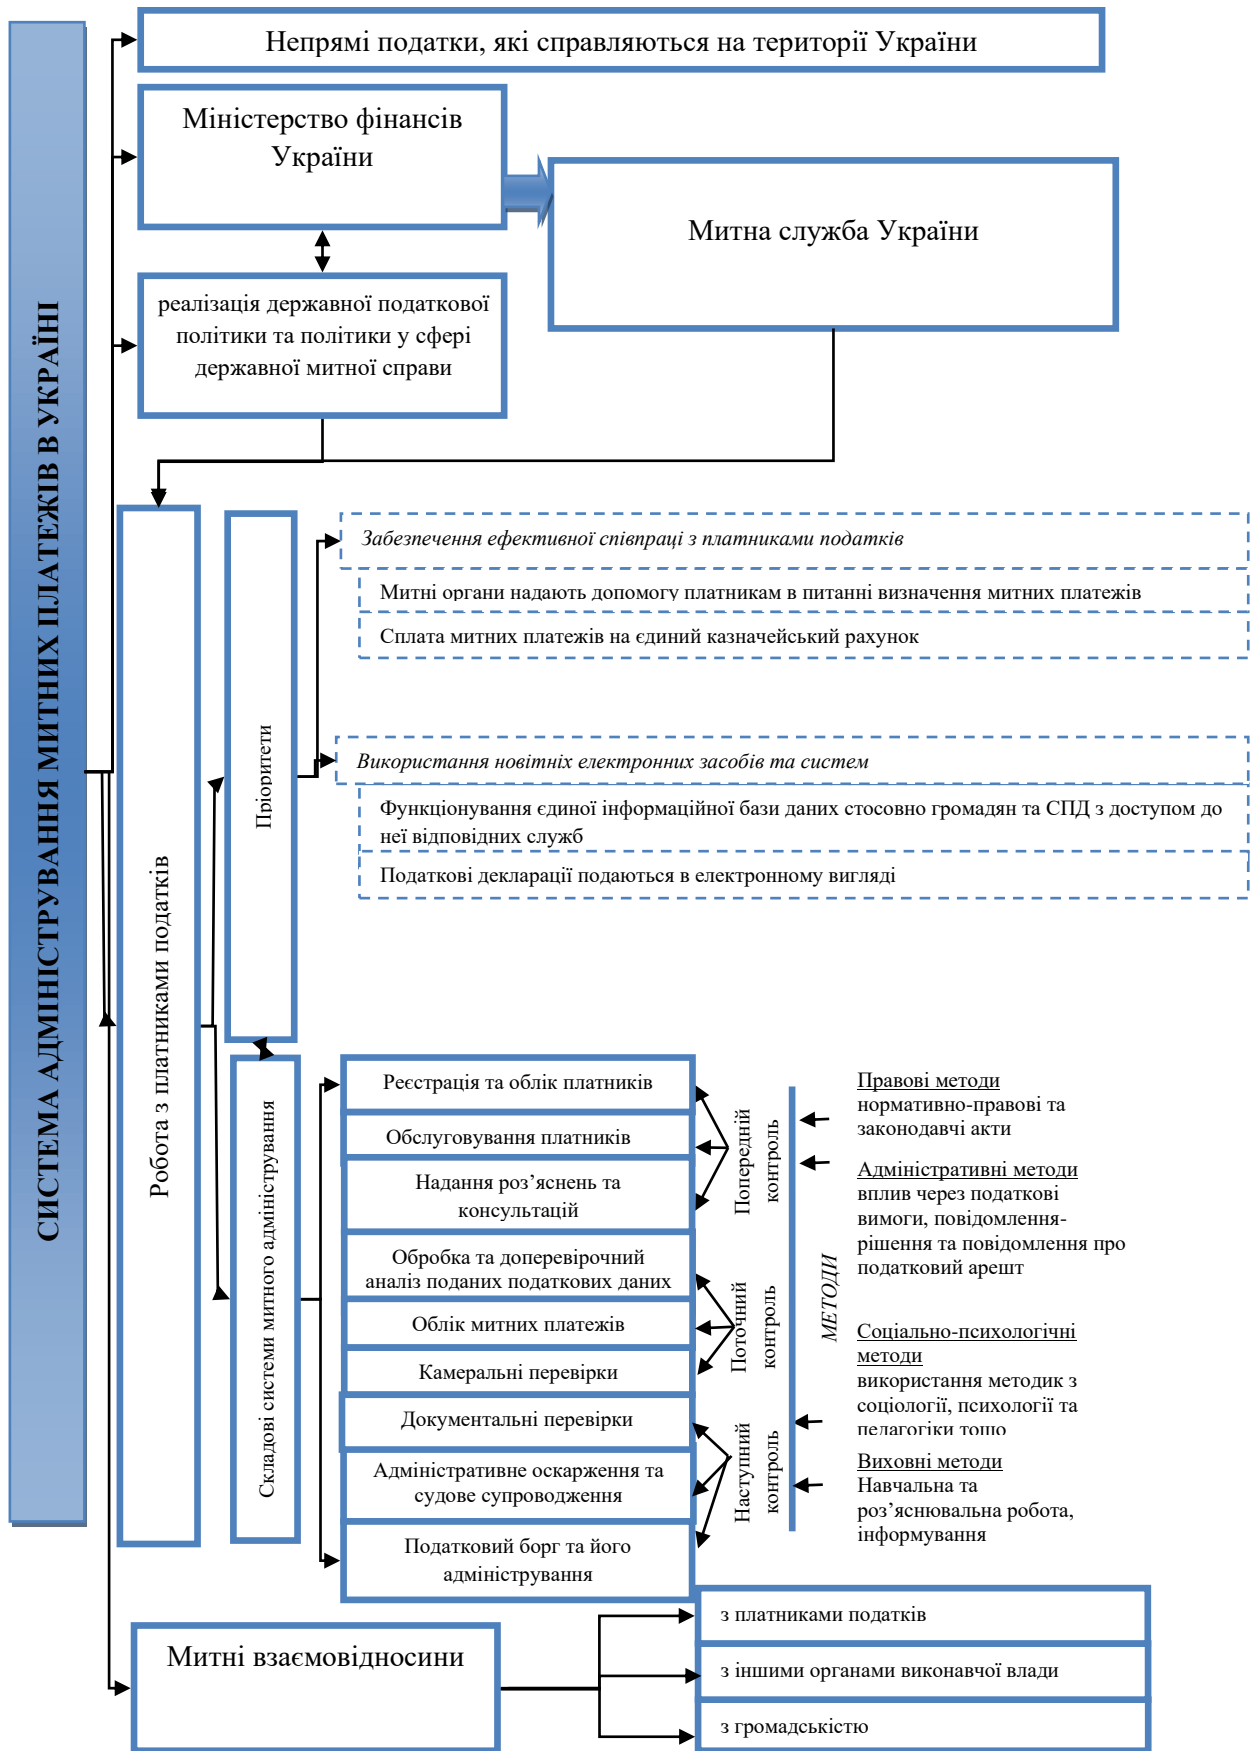 СИСТЕМА АДМІНІСТРУВАННЯ МИТНИХ ПЛАТЕЖІВ В УКРАЇНІ
Непрямі податки, які справляються на території України
Міністерство фінансів
України
Митна служба України
реалізація державної податкової
політики та політики у сфері
державної митної справи
Робота з платниками податків
Пріоритети
Забезпечення ефективної співпраці з платниками податків
Митні органи надають допомогу платникам в питанні визначення митних платежів
Сплата митних платежів на єдиний казначейський рахунок
Використання новітніх електронних засобів та систем
Функціонування єдиної інформаційної бази даних стосовно громадян та СПД з доступом до
неї відповідних служб
Податкові декларації подаються в електронному вигляді
Складові системи митного адміністрування
Реєстрація та облік платників
Обслуговування платників
Надання роз’яснень та
консультацій
Обробка та доперевірочний
аналіз поданих податкових даних
Облік митних платежів
Камеральні перевірки
Документальні перевірки
Адміністративне оскарження та
судове супроводження
Податковий борг та його
адміністрування
Попередній
контроль
Поточний
контроль
Наступний
контроль
МЕТОДИ
Правові методи
нормативно-правові та
законодавчі акти
Адміністративні методи
вплив через податкові
вимоги, повідомлення-
рішення та повідомлення про
податковий арешт
Соціально-психологічні
методи
використання методик з
соціології, психології та
педагогіки тощо
Виховні методи
Навчальна та
роз’яснювальна робота,
інформування
Митні взаємовідносини
з платниками податків
з іншими органами виконавчої влади
з громадськістю